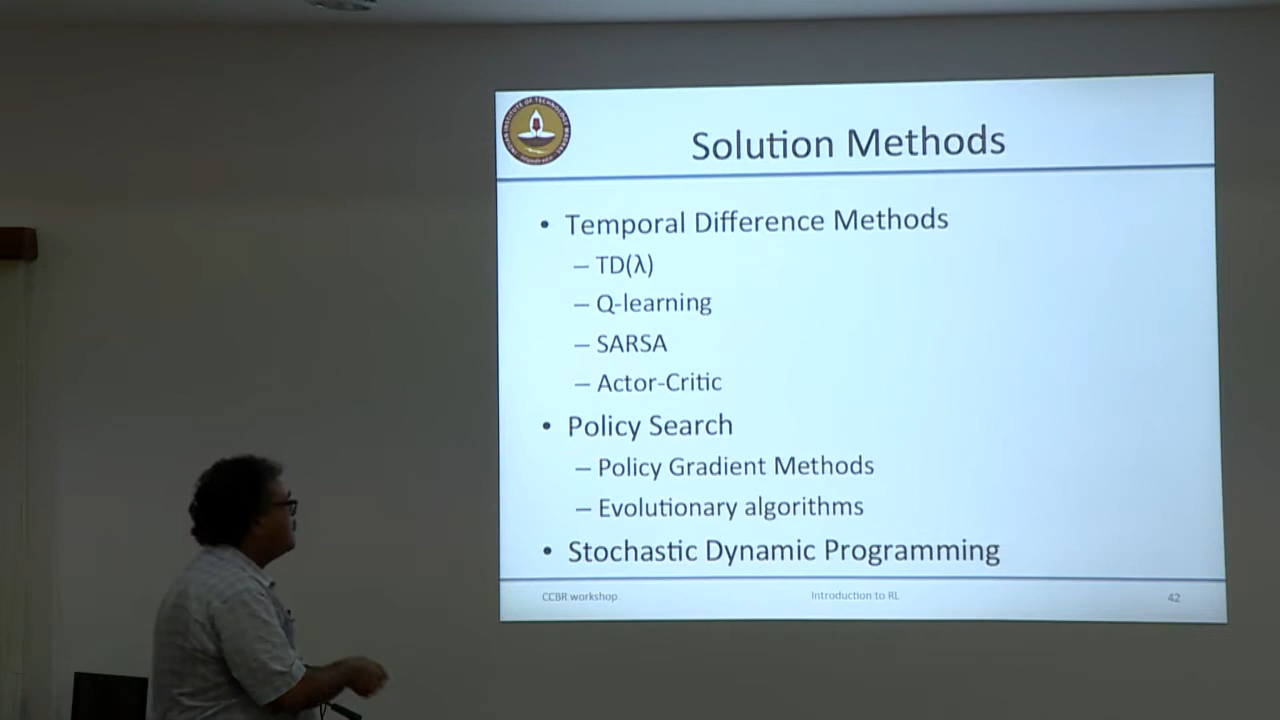 Solution Methods
• Temporal Difference Methods
– TD(λ)
– Q-learning
– SARSA
– Actor-Critic
• Policy Search
– Policy Gradient Methods
– Evolutionary algorithms
• Stochastic Dynamic Programming
CCBR workshop
Introduction to RL
42